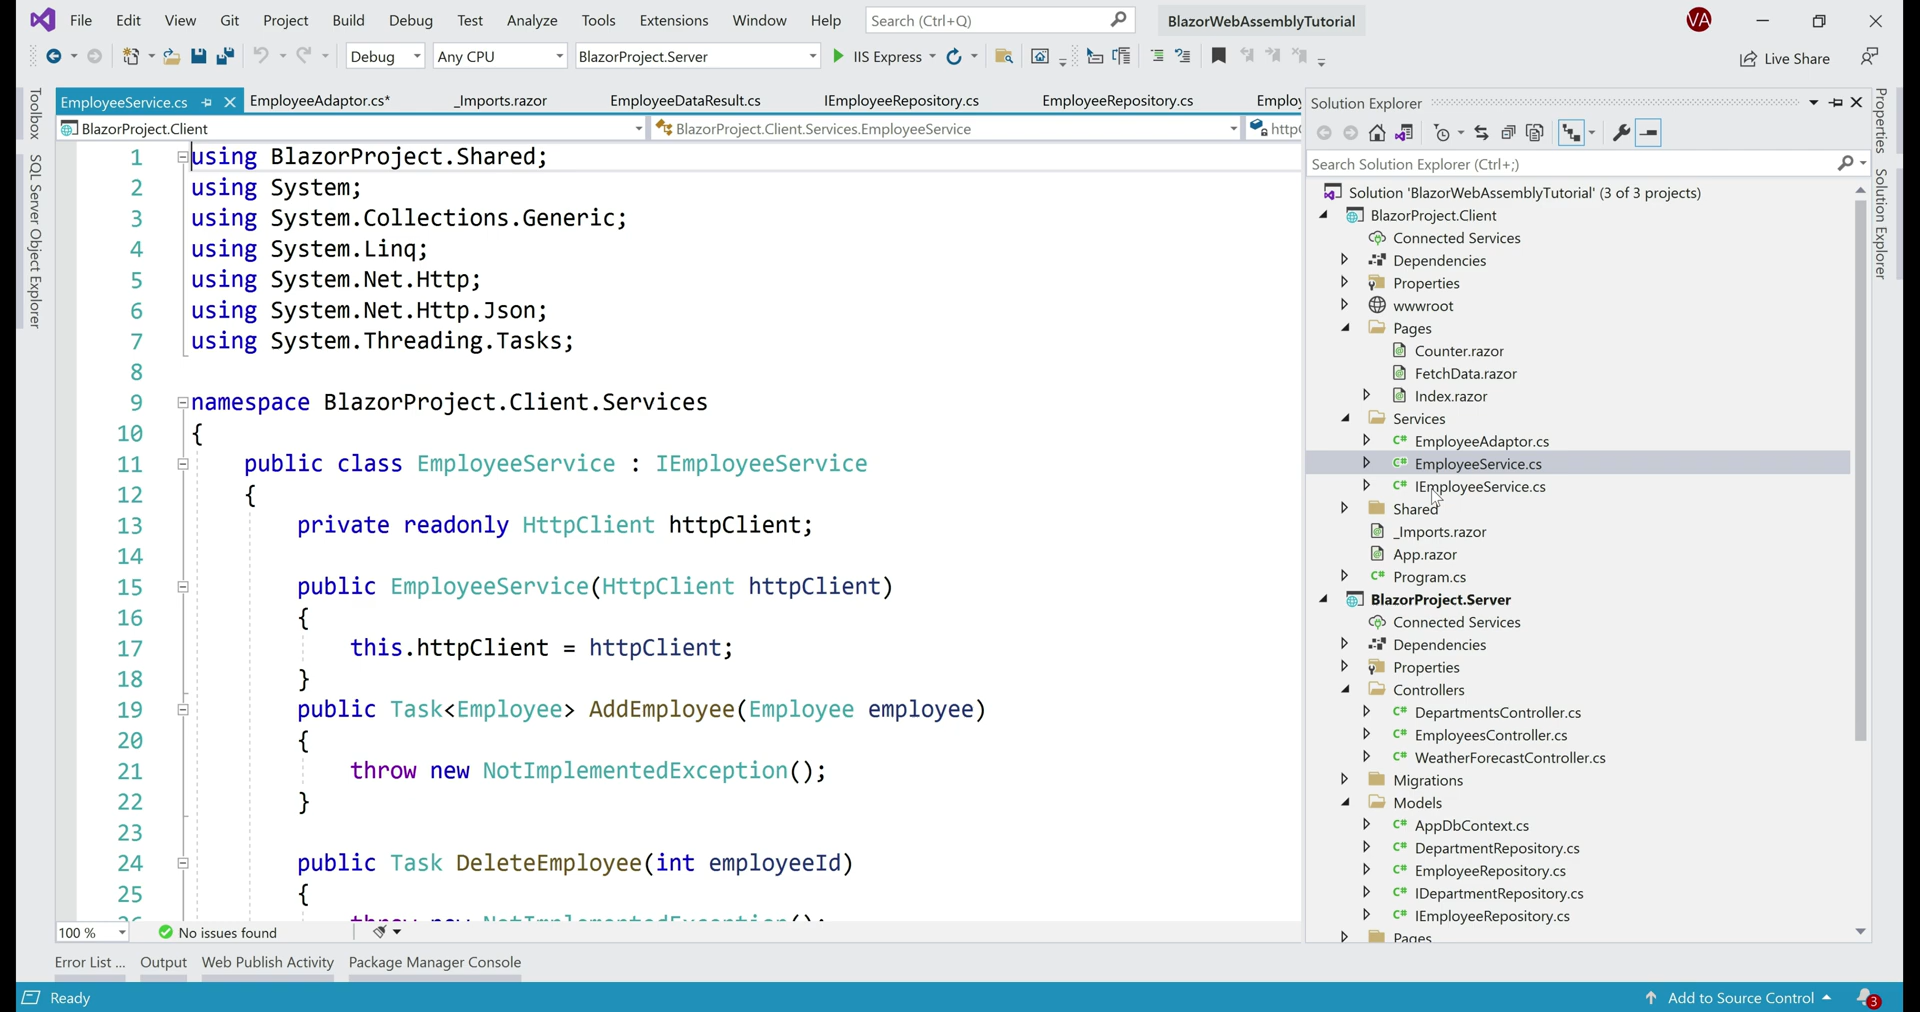 File Edit View Git Project Build Debug Test Analyze Tools Extensions Window Help Search (Ctrl+Q) BlazorWebAssemblyTutorial VA
Debug Any CPU BlazorProject.Server IIS Express Live Share
EmployeeService.cs EmployeeAdaptor.cs* _Imports.razor EmployeeDataResult.cs IEmployeeRepository.cs EmployeeRepository.cs Employ
BlazorProject.Client BlazorProject.Client.Services.EmployeeService httpC
1 using BlazorProject.Shared;
2 using System;
3 using System.Collections.Generic;
4 using System.Linq;
5 using System.Net.Http;
6 using System.Net.Http.Json;
7 using System.Threading.Tasks;
8
9 namespace BlazorProject.Client.Services
10 {
11 public class EmployeeService : IEmployeeService
12 {
13 private readonly HttpClient httpClient;
14
15 public EmployeeService(HttpClient httpClient)
16 {
17 this.httpClient = httpClient;
18 }
19 public Task<Employee> AddEmployee(Employee employee)
20 {
21 throw new NotImplementedException();
22 }
23
24 public Task DeleteEmployee(int employeeId)
25 {
26 throw new NotImplementedException();
100 % No issues found
Error List ... Output Web Publish Activity Package Manager Console
Ready Add to Source Control 3
Toolbox
SQL Server Object Explorer
Solution Explorer
Search Solution Explorer (Ctrl+;)
Solution 'BlazorWebAssemblyTutorial' (3 of 3 projects)
BlazorProject.Client
Connected Services
Dependencies
Properties
wwwroot
Pages
Counter.razor
FetchData.razor
Index.razor
Services
C# EmployeeAdaptor.cs
C# EmployeeService.cs
C# IEmployeeService.cs
Shared
_Imports.razor
App.razor
C# Program.cs
BlazorProject.Server
Connected Services
Dependencies
Properties
Controllers
C# DepartmentsController.cs
C# EmployeesController.cs
C# WeatherForecastController.cs
Migrations
Models
C# AppDbContext.cs
C# DepartmentRepository.cs
C# EmployeeRepository.cs
C# IDepartmentRepository.cs
C# IEmployeeRepository.cs
Pages
Properties
Solution Explorer